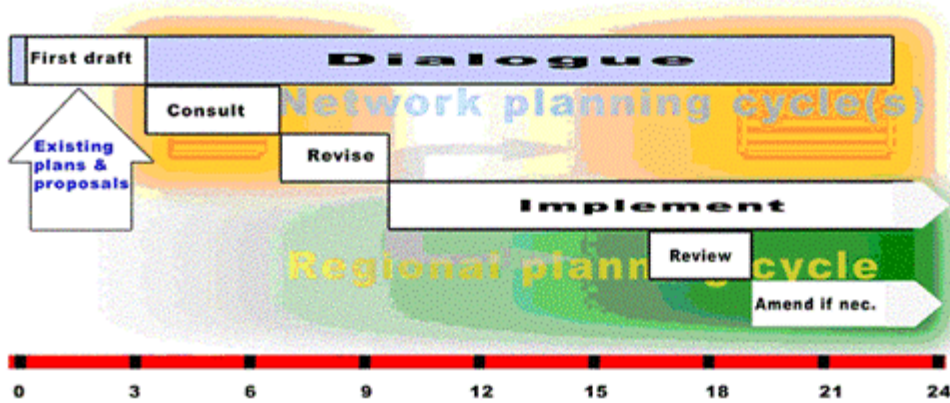 First draft
Dialogue
Network planning cycle(s)
Consult
Existing
plans &
proposals
Revise
Implement
Review
Regional plann g cycle
Amend if nec.
0 3 6 9 12 15 18 21 24